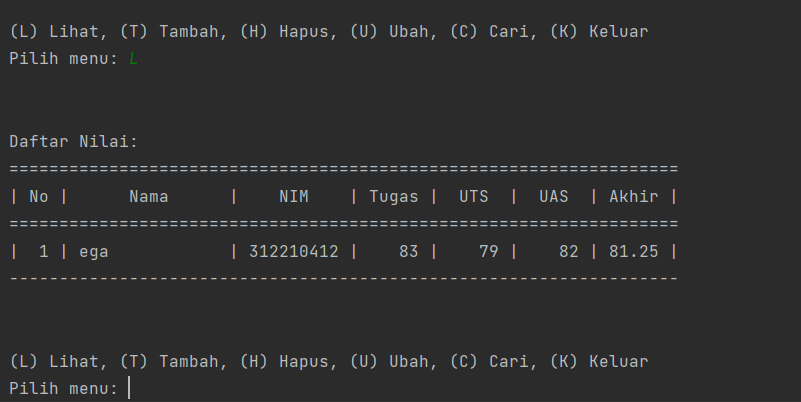 (L) Lihat, (T) Tambah, (H) Hapus, (U) Ubah, (C) Cari, (K) Keluar
Pilih menu: L
Daftar Nilai:
===================================================================
| No |      Nama      |    NIM    | Tugas |  UTS  |  UAS  | Akhir |
===================================================================
|  1 | ega            | 312210412 |    83 |    79 |    82 | 81.25 |
-------------------------------------------------------------------
(L) Lihat, (T) Tambah, (H) Hapus, (U) Ubah, (C) Cari, (K) Keluar
Pilih menu: